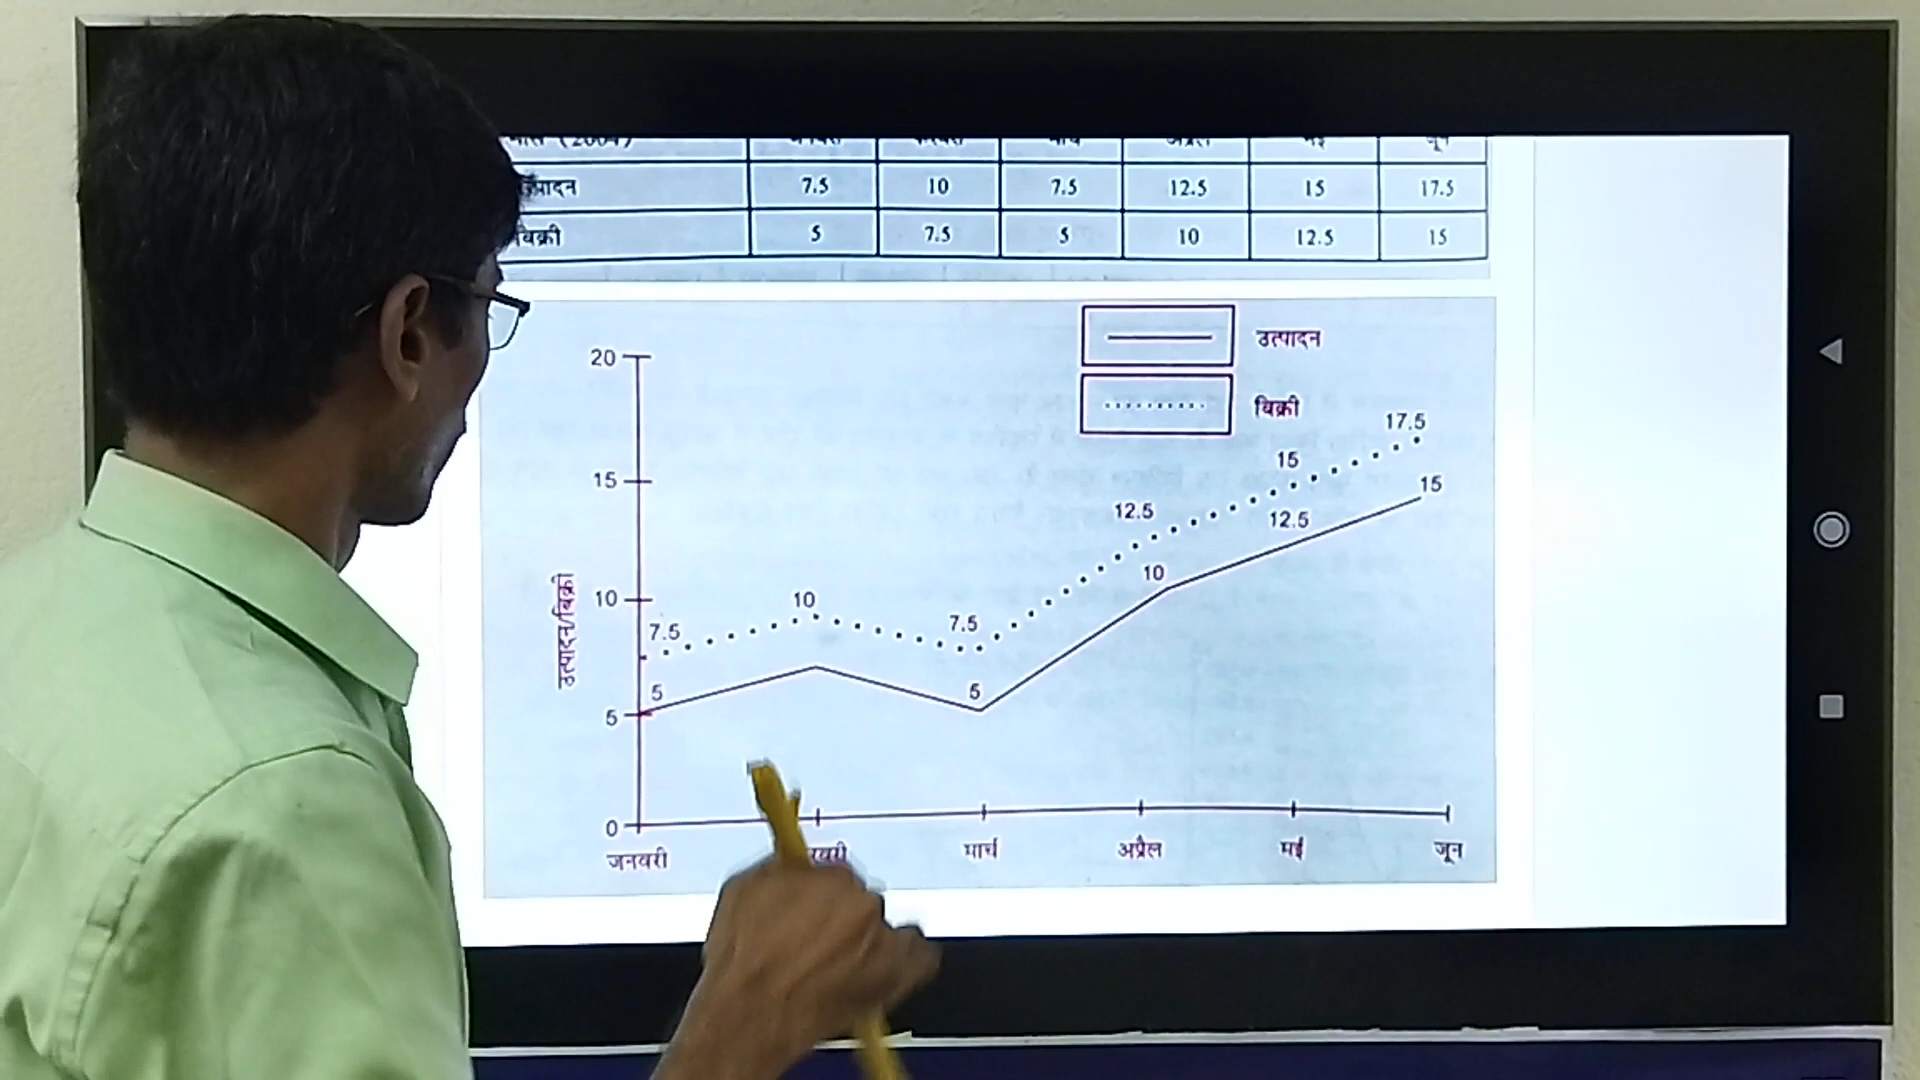 7.5 10 7.5 12.5 15 17.5
बिक्री 5 7.5 5 10 12.5 15
उत्पादन
बिक्री
20
15
10
5
0
उत्पादन/बिक्री
7.5 10 7.5 12.5 15 17.5
5 5 10 12.5 15
जनवरी मार्च अप्रैल मई जून